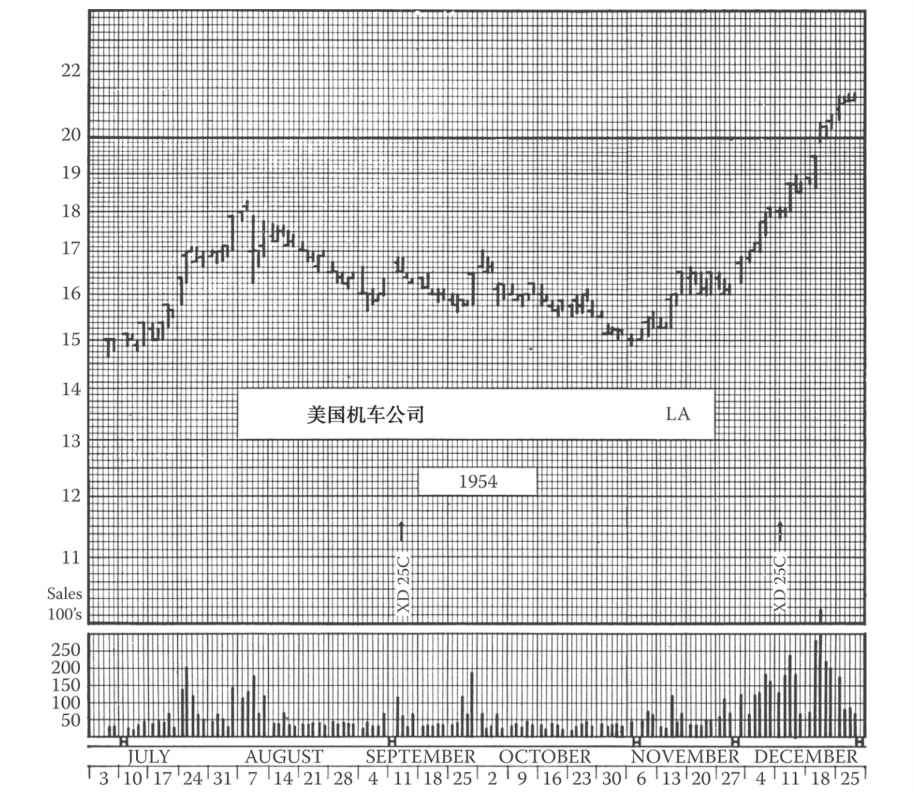 22
20
19
18
17
16
15
14
美国机车公司 LA
13
1954
12
11
XD 25C
XD 25C
Sales
100's
250
200
150
100
50
JULY AUGUST SEPTEMBER OCTOBER NOVEMBER DECEMBER
3 10 17 24 31 7 14 21 28 4 11 18 25 2 9 16 23 30 6 13 20 27 4 11 18 25